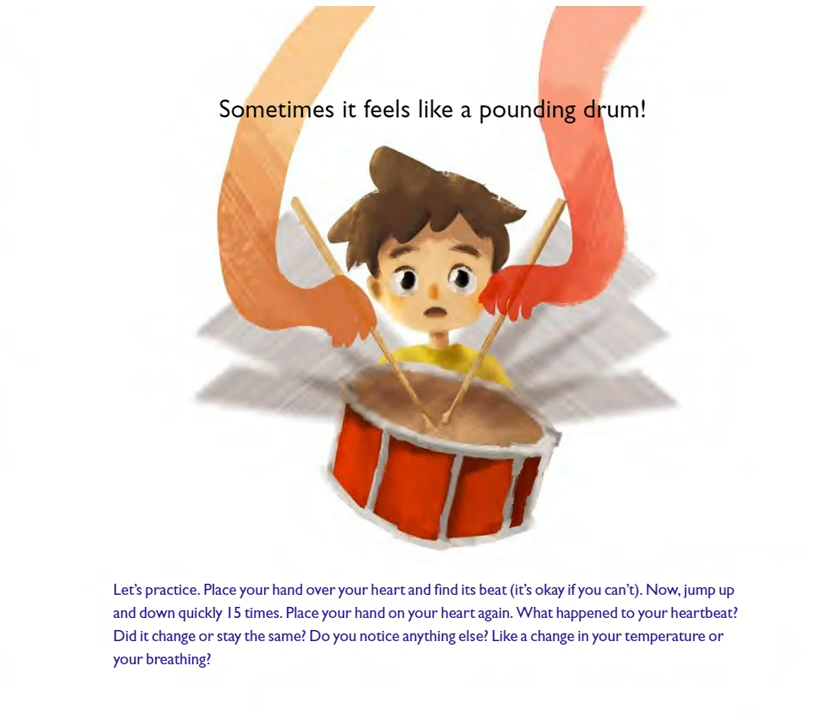 Sometimes it feels like a pounding drum!
Let's practice. Place your hand over your heart and find its beat (it's okay if you can't). Now, jump up
and down quickly 15 times. Place your hand on your heart again. What happened to your heartbeat?
Did it change or stay the same? Do you notice anything else? Like a change in your temperature or
your breathing?